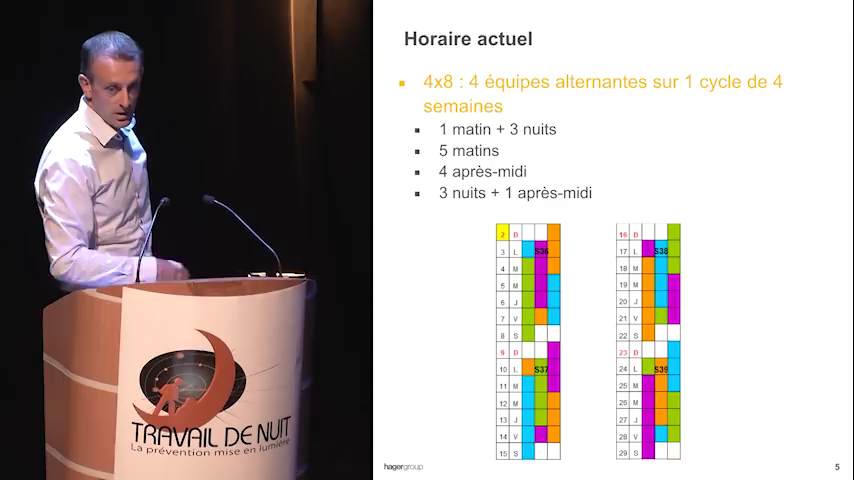 Horaire actuel
4x8 : 4 équipes alternantes sur 1 cycle de 4
semaines
1 matin + 3 nuits
5 matins
4 après-midi
3 nuits + 1 après-midi
2 D
3 L S36
4 M
5 M
6 J
7 V
8 S
9 D
10 L S37
11 M
12 M
13 J
14 V
15 S
16 D
17 L S38
18 M
19 M
20 J
21 V
22 S
23 D
24 L S39
25 M
26 M
27 J
28 V
29 S
TRAVAIL DE NUIT
La prévention mise en lumière
hagergroup
5